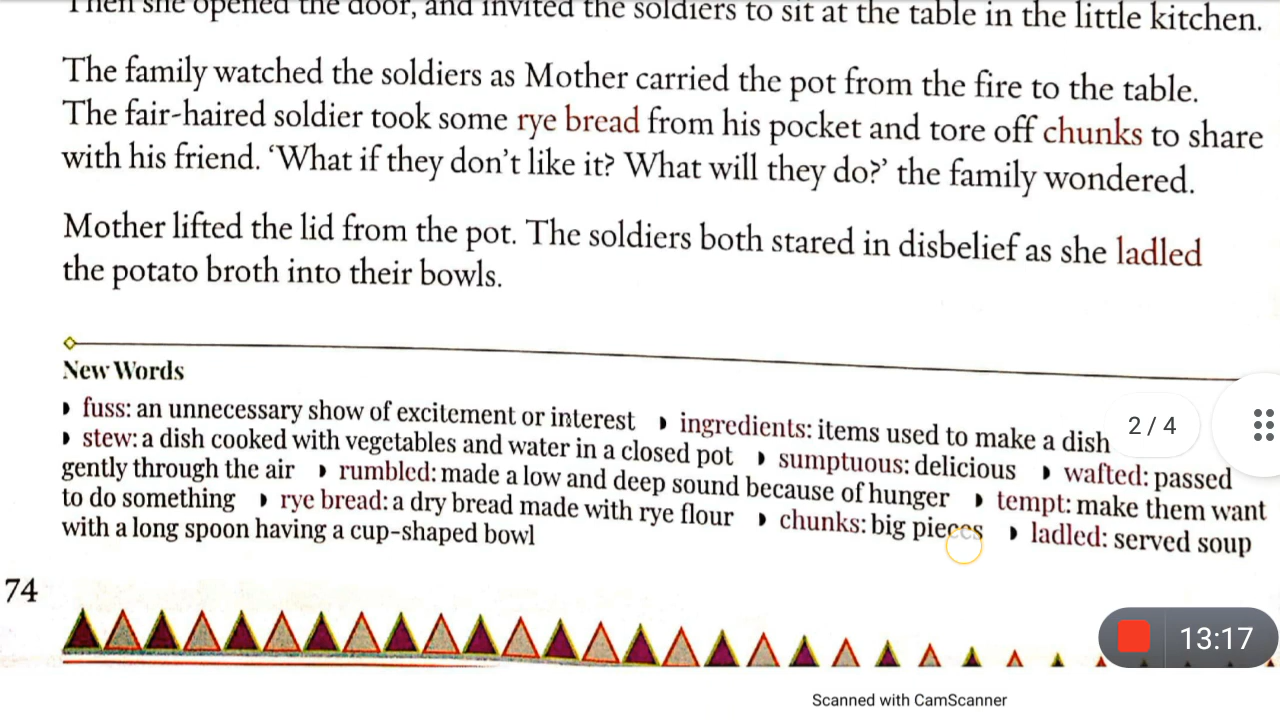 Then she opened the door, and invited the soldiers to sit at the table in the little kitchen.
The family watched the soldiers as Mother carried the pot from the fire to the table.
The fair-haired soldier took some rye bread from his pocket and tore off chunks to share
with his friend. ‘What if they don’t like it? What will they do?’ the family wondered.
Mother lifted the lid from the pot. The soldiers both stared in disbelief as she ladled
the potato broth into their bowls.
New Words
fuss: an unnecessary show of excitement or interest ingredients: items used to make a dish
stew: a dish cooked with vegetables and water in a closed pot sumptuous: delicious wafted: passed
gently through the air rumbled: made a low and deep sound because of hunger tempt: make them want
to do something rye bread: a dry bread made with rye flour chunks: big pieces ladled: served soup
with a long spoon having a cup-shaped bowl
2/4
74
13:17
Scanned with CamScanner